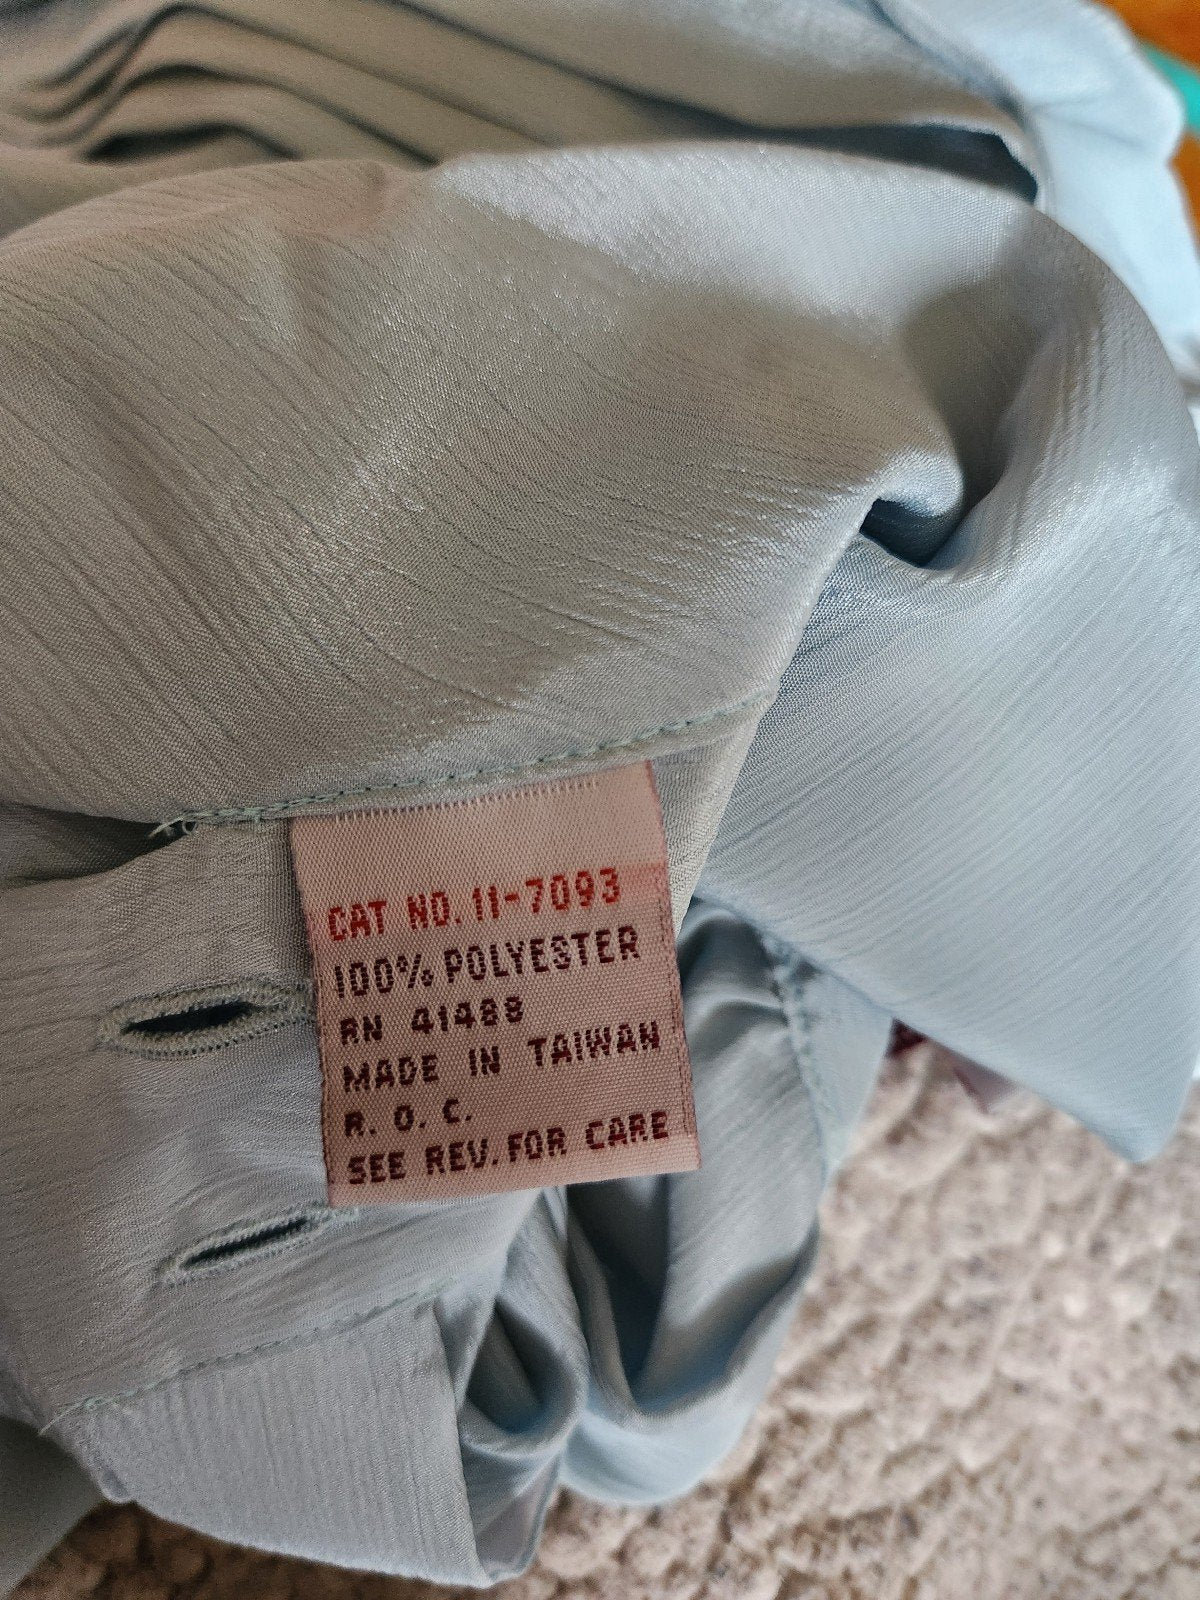 CAT NO. 11-7093
100% POLYESTER
RN 41488
MADE IN TAIWAN
R. O. C.
SEE REV. FOR CARE